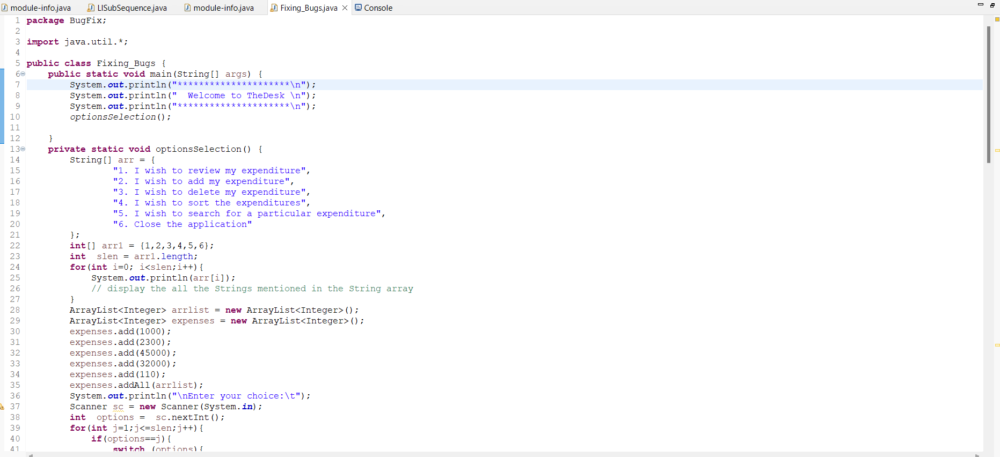 module-info.java LISubSequence.java module-info.java Fixing_Bugs.java Console
1 package BugFix;
2
3 import java.util.*;
4
5 public class Fixing_Bugs {
6 public static void main(String[] args) {
7 System.out.println("*********************\n");
8 System.out.println("  Welcome to TheDesk \n");
9 System.out.println("*********************\n");
10 optionsSelection();
11
12 }
13 private static void optionsSelection() {
14 String[] arr = {
15 "1. I wish to review my expenditure",
16 "2. I wish to add my expenditure",
17 "3. I wish to delete my expenditure",
18 "4. I wish to sort the expenditures",
19 "5. I wish to search for a particular expenditure",
20 "6. Close the application"
21 };
22 int[] arr1 = {1,2,3,4,5,6};
23 int  slen = arr1.length;
24 for(int i=0; i<slen;i++){
25 System.out.println(arr[i]);
26 // display the all the Strings mentioned in the String array
27 }
28 ArrayList<Integer> arrlist = new ArrayList<Integer>();
29 ArrayList<Integer> expenses = new ArrayList<Integer>();
30 expenses.add(1000);
31 expenses.add(2300);
32 expenses.add(45000);
33 expenses.add(32000);
34 expenses.add(110);
35 expenses.addAll(arrlist);
36 System.out.println("\nEnter your choice:\t");
37 Scanner sc = new Scanner(System.in);
38 int  options =  sc.nextInt();
39 for(int j=1;j<=slen;j++){
40 if(options==j){
41 switch (options){